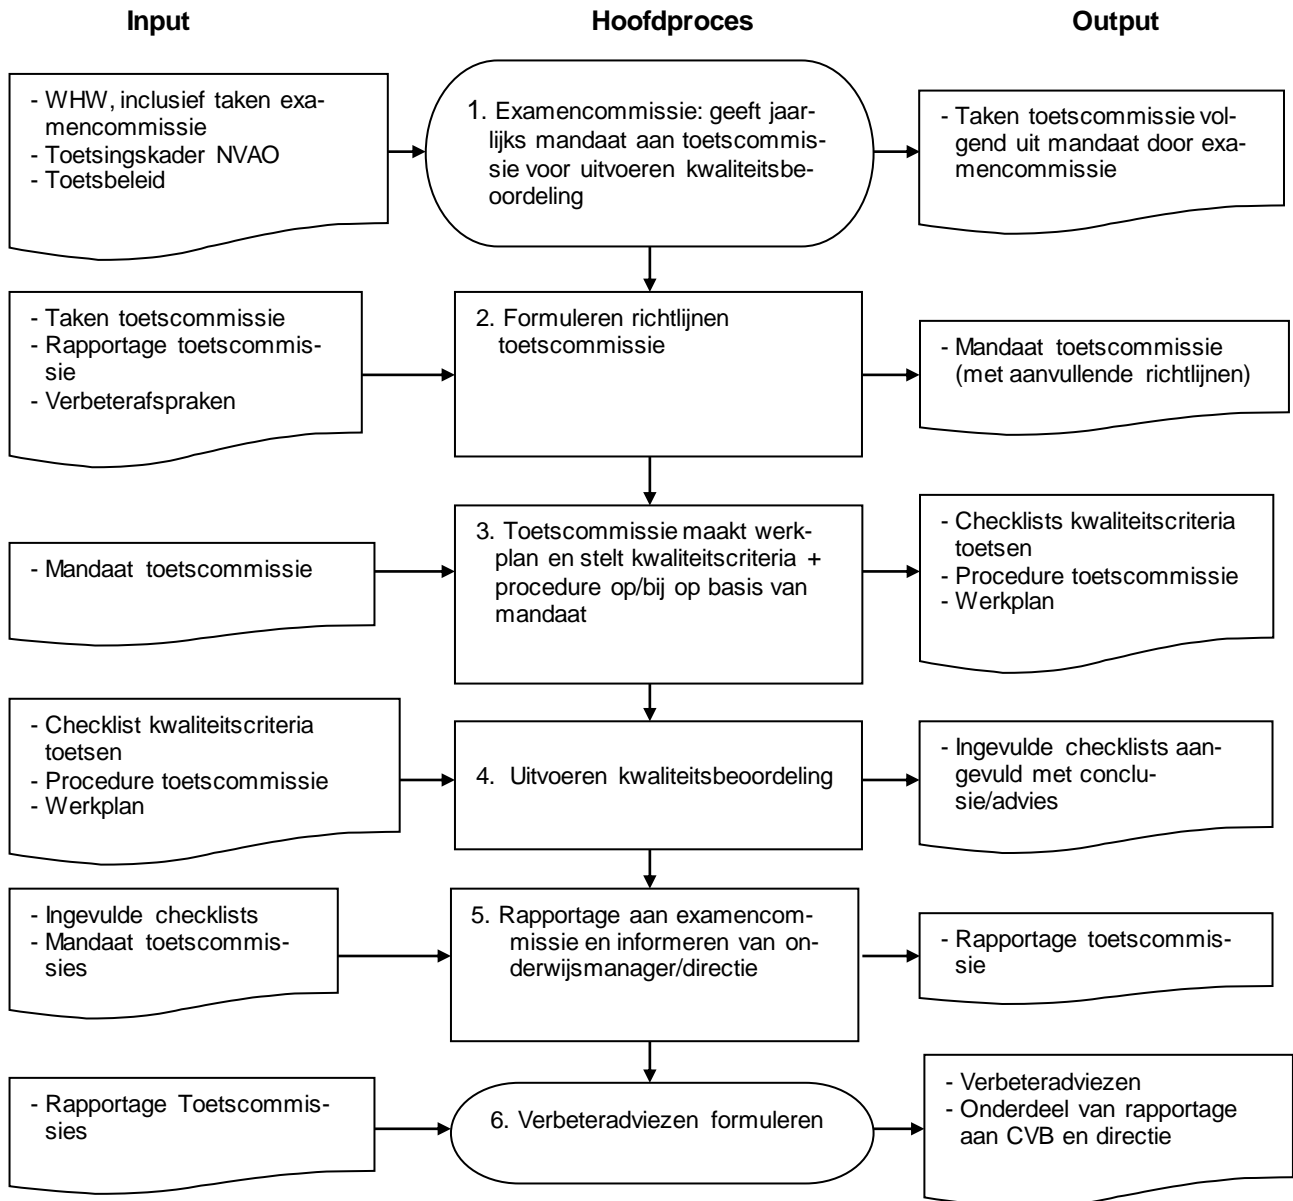 Input
Hoofdproces
Output
- WHW, inclusief taken exa-
mencommissie
- Toetsingskader NVAO
- Toetsbeleid
1. Examencommissie: geeft jaar-
lijks mandaat aan toetscommis-
sie voor uitvoeren kwaliteitsbe-
oordeling
- Taken toetscommissie vol-
gend uit mandaat door exa-
mencommissie
- Taken toetscommissie
- Rapportage toetscommis-
sie
- Verbeterafspraken
2. Formuleren richtlijnen
toetscommissie
- Mandaat toetscommissie
(met aanvullende richtlijnen)
- Mandaat toetscommissie
3. Toetscommissie maakt werk-
plan en stelt kwaliteitscriteria +
procedure op/bij op basis van
mandaat
- Checklists kwaliteitscriteria
toetsen
- Procedure toetscommissie
- Werkplan
- Checklist kwaliteitscriteria
toetsen
- Procedure toetscommissie
- Werkplan
4. Uitvoeren kwaliteitsbeoordeling
- Ingevulde checklists aan-
gevuld met conclu-
sie/advies
- Ingevulde checklists
- Mandaat toetscommis-
sies
5. Rapportage aan examencom-
missie en informeren van on-
derwijsmanager/directie
- Rapportage toetscommis-
sie
- Rapportage Toetscommis-
sies
6. Verbeteradviezen formuleren
- Verbeteradviezen
- Onderdeel van rapportage
aan CVB en directie